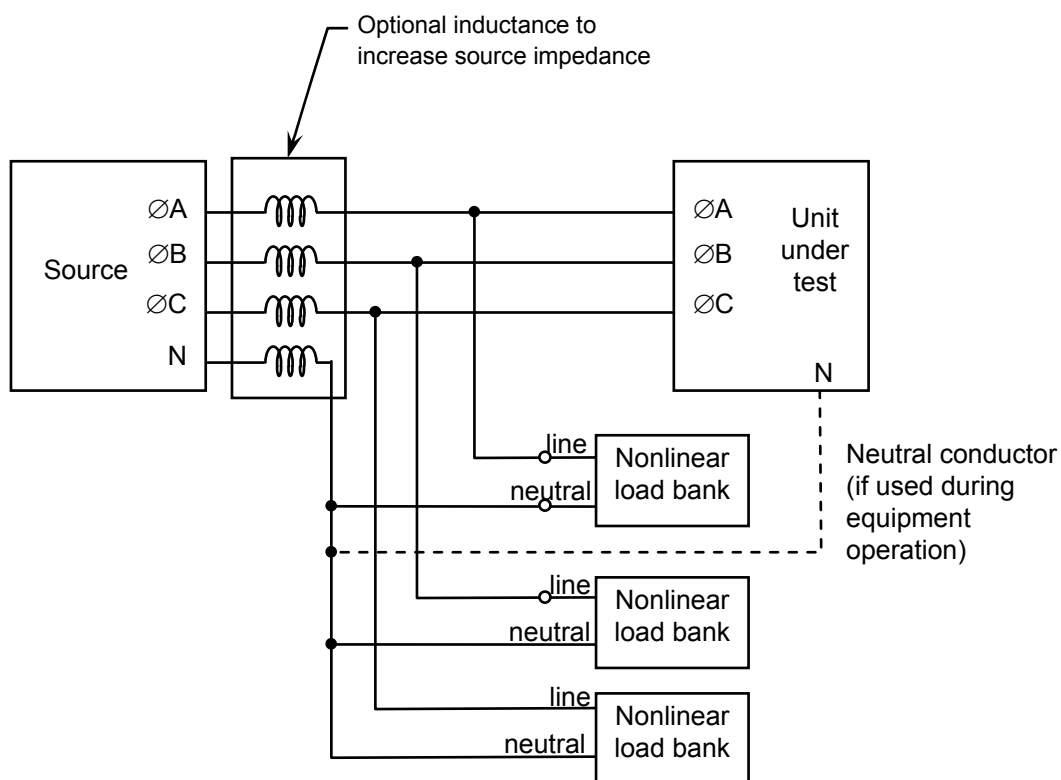 Optional inductance to
increase source impedance
Source
∅A
∅B
∅C
N
∅A
∅B
∅C
Unit
under
test
N
line
neutral
Nonlinear
load bank
Neutral conductor
(if used during
equipment
operation)
line
neutral
Nonlinear
load bank
line
neutral
Nonlinear
load bank